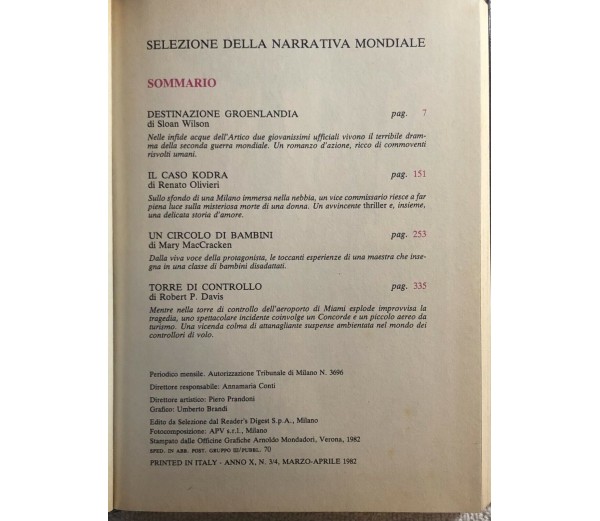 SELEZIONE DELLA NARRATIVA MONDIALE
SOMMARIO
DESTINAZIONE GROENLANDIA pag. 7
di Sloan Wilson
Nelle infide acque dell'Artico due giovanissimi ufficiali vivono il terribile dram-
ma della seconda guerra mondiale. Un romanzo d'azione, ricco di commoventi
risvolti umani.
IL CASO KODRA pag. 151
di Renato Olivieri
Sullo sfondo di una Milano immersa nella nebbia, un vice commissario riesce a far
piena luce sulla misteriosa morte di una donna. Un avvincente thriller e, insieme,
una delicata storia d'amore.
UN CIRCOLO DI BAMBINI pag. 253
di Mary MacCracken
Dalla viva voce della protagonista, le toccanti esperienze di una maestra che inse-
gna in una classe di bambini disadattati.
TORRE DI CONTROLLO pag. 335
di Robert P. Davis
Mentre nella torre di controllo dell'aeroporto di Miami esplode improvvisa la
tragedia, uno spettacolare incidente coinvolge un Concorde e un piccolo aereo da
turismo. Una vicenda colma di attanagliante suspense ambientata nel mondo dei
controllori di volo.
Periodico mensile. Autorizzazione Tribunale di Milano N. 3696
Direttore responsabile: Annamaria Conti
Direttore artistico: Piero Prandoni
Grafico: Umberto Brandi
Edito da Selezione dal Reader's Digest S.p.A., Milano
Fotocomposizione: APV s.r.l., Milano
Stampato dalle Officine Grafiche Arnoldo Mondadori, Verona, 1982
SPED. IN ABB. POST. GRUPPO III/PUBBL. 70
PRINTED IN ITALY - ANNO X, N. 3/4, MARZO-APRILE 1982